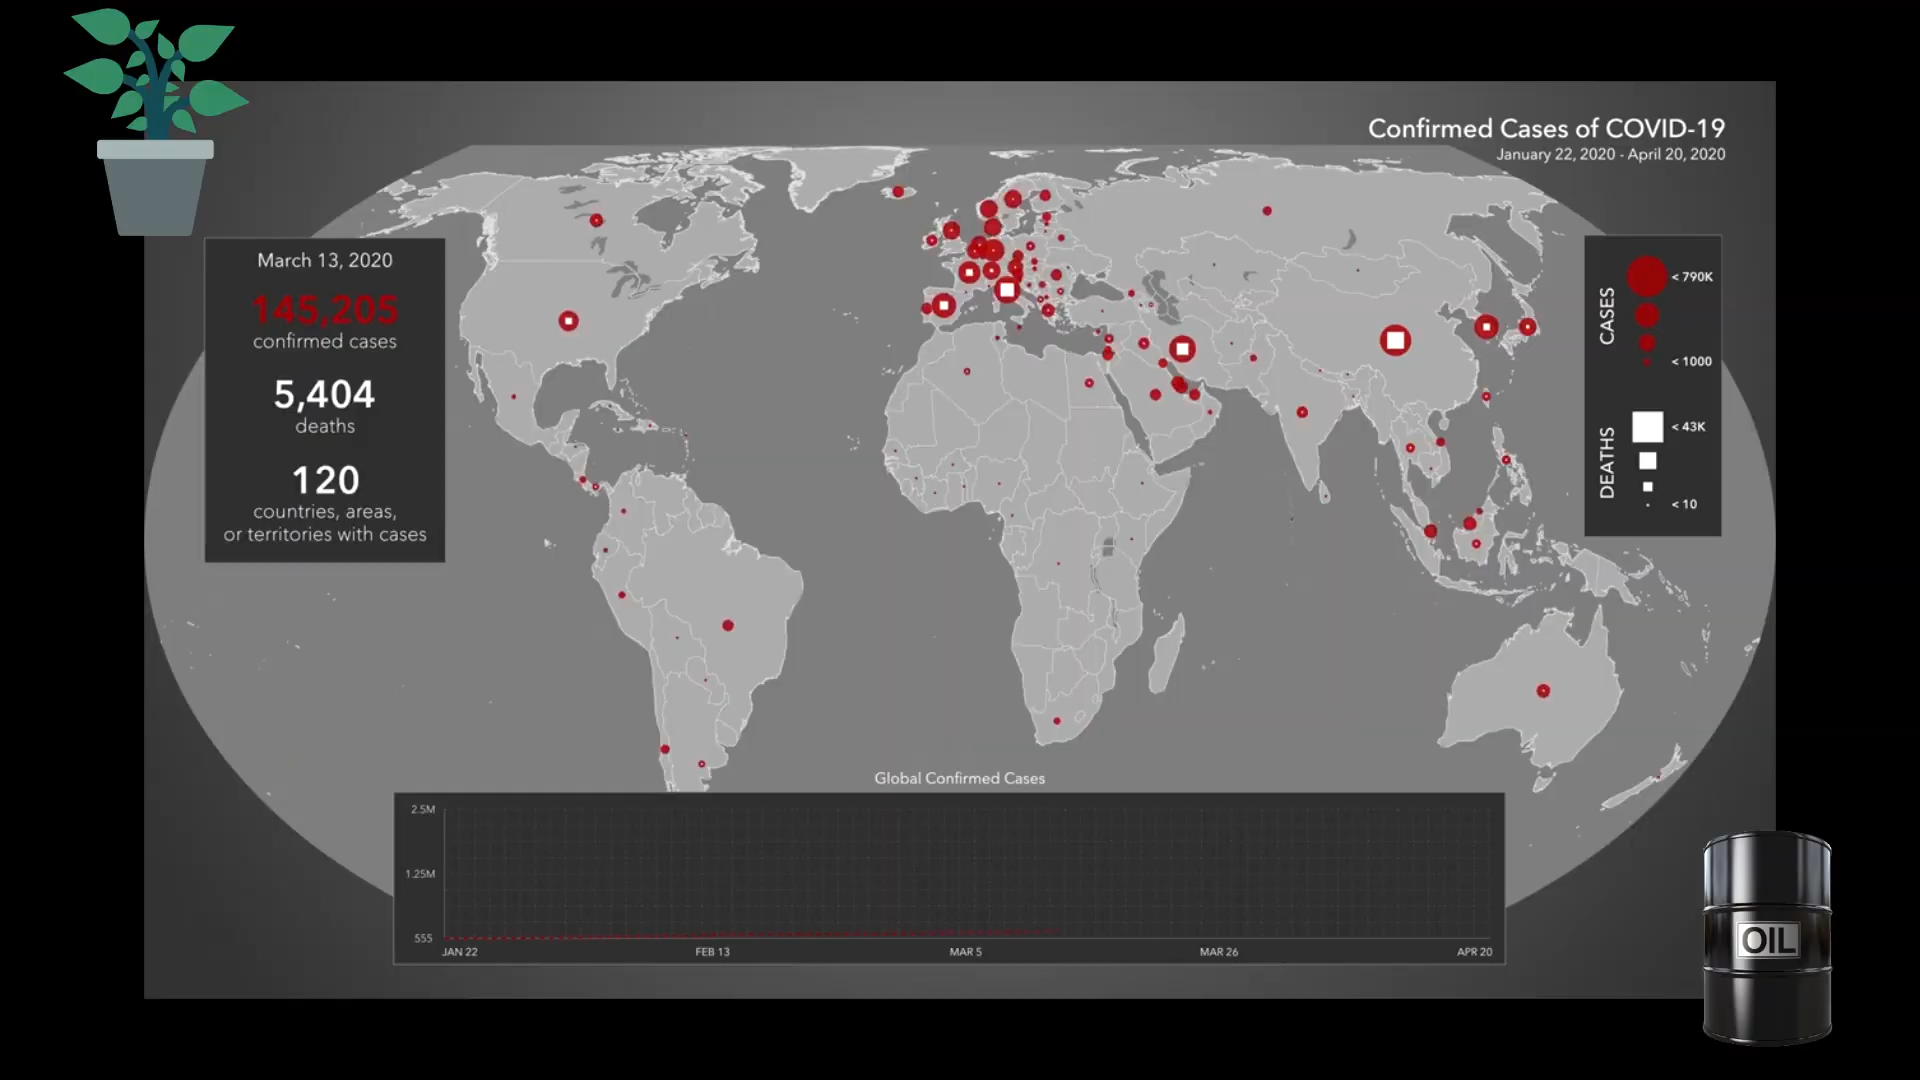 Confirmed Cases of COVID-19
January 22, 2020 - April 20, 2020
March 13, 2020
145,205
confirmed cases
5,404
deaths
120
countries, areas,
or territories with cases
CASES
< 790K
< 1000
DEATHS
< 43K
< 10
Global Confirmed Cases
2.5M
1.25M
555
JAN 22
FEB 13
MAR 5
MAR 26
APR 20
OIL